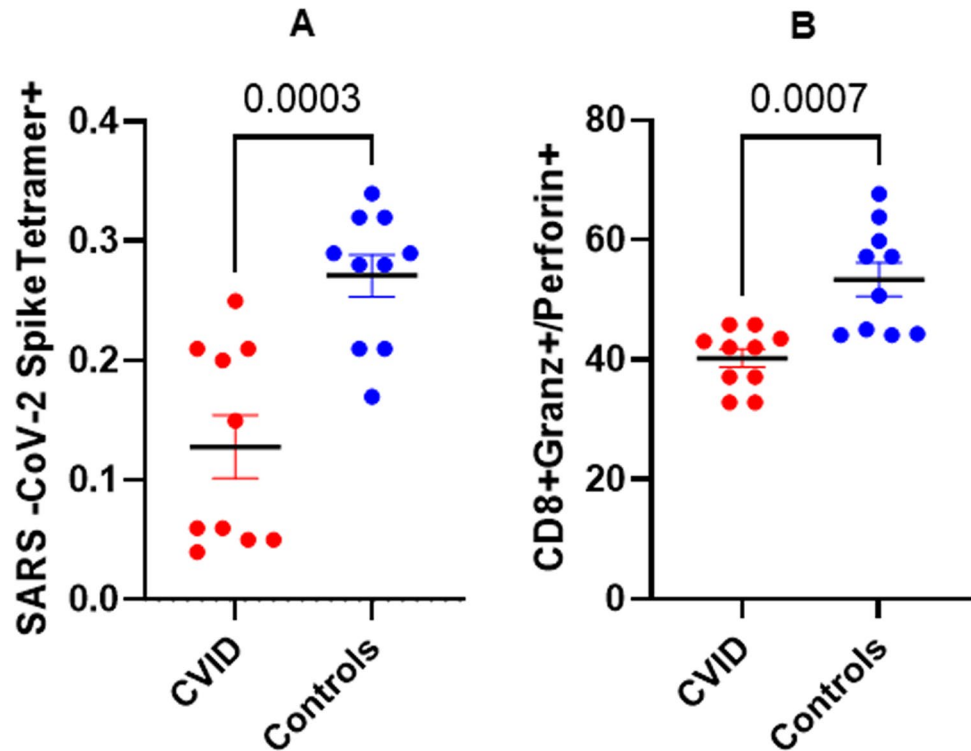 A
SARS -CoV-2 SpikeTetramer+
0.0003
0.4
0.3
0.2
0.1
0.0
CVID
Controls
B
CD8+Granz+/Perforin+
0.0007
80
60
40
20
0
CVID
Controls